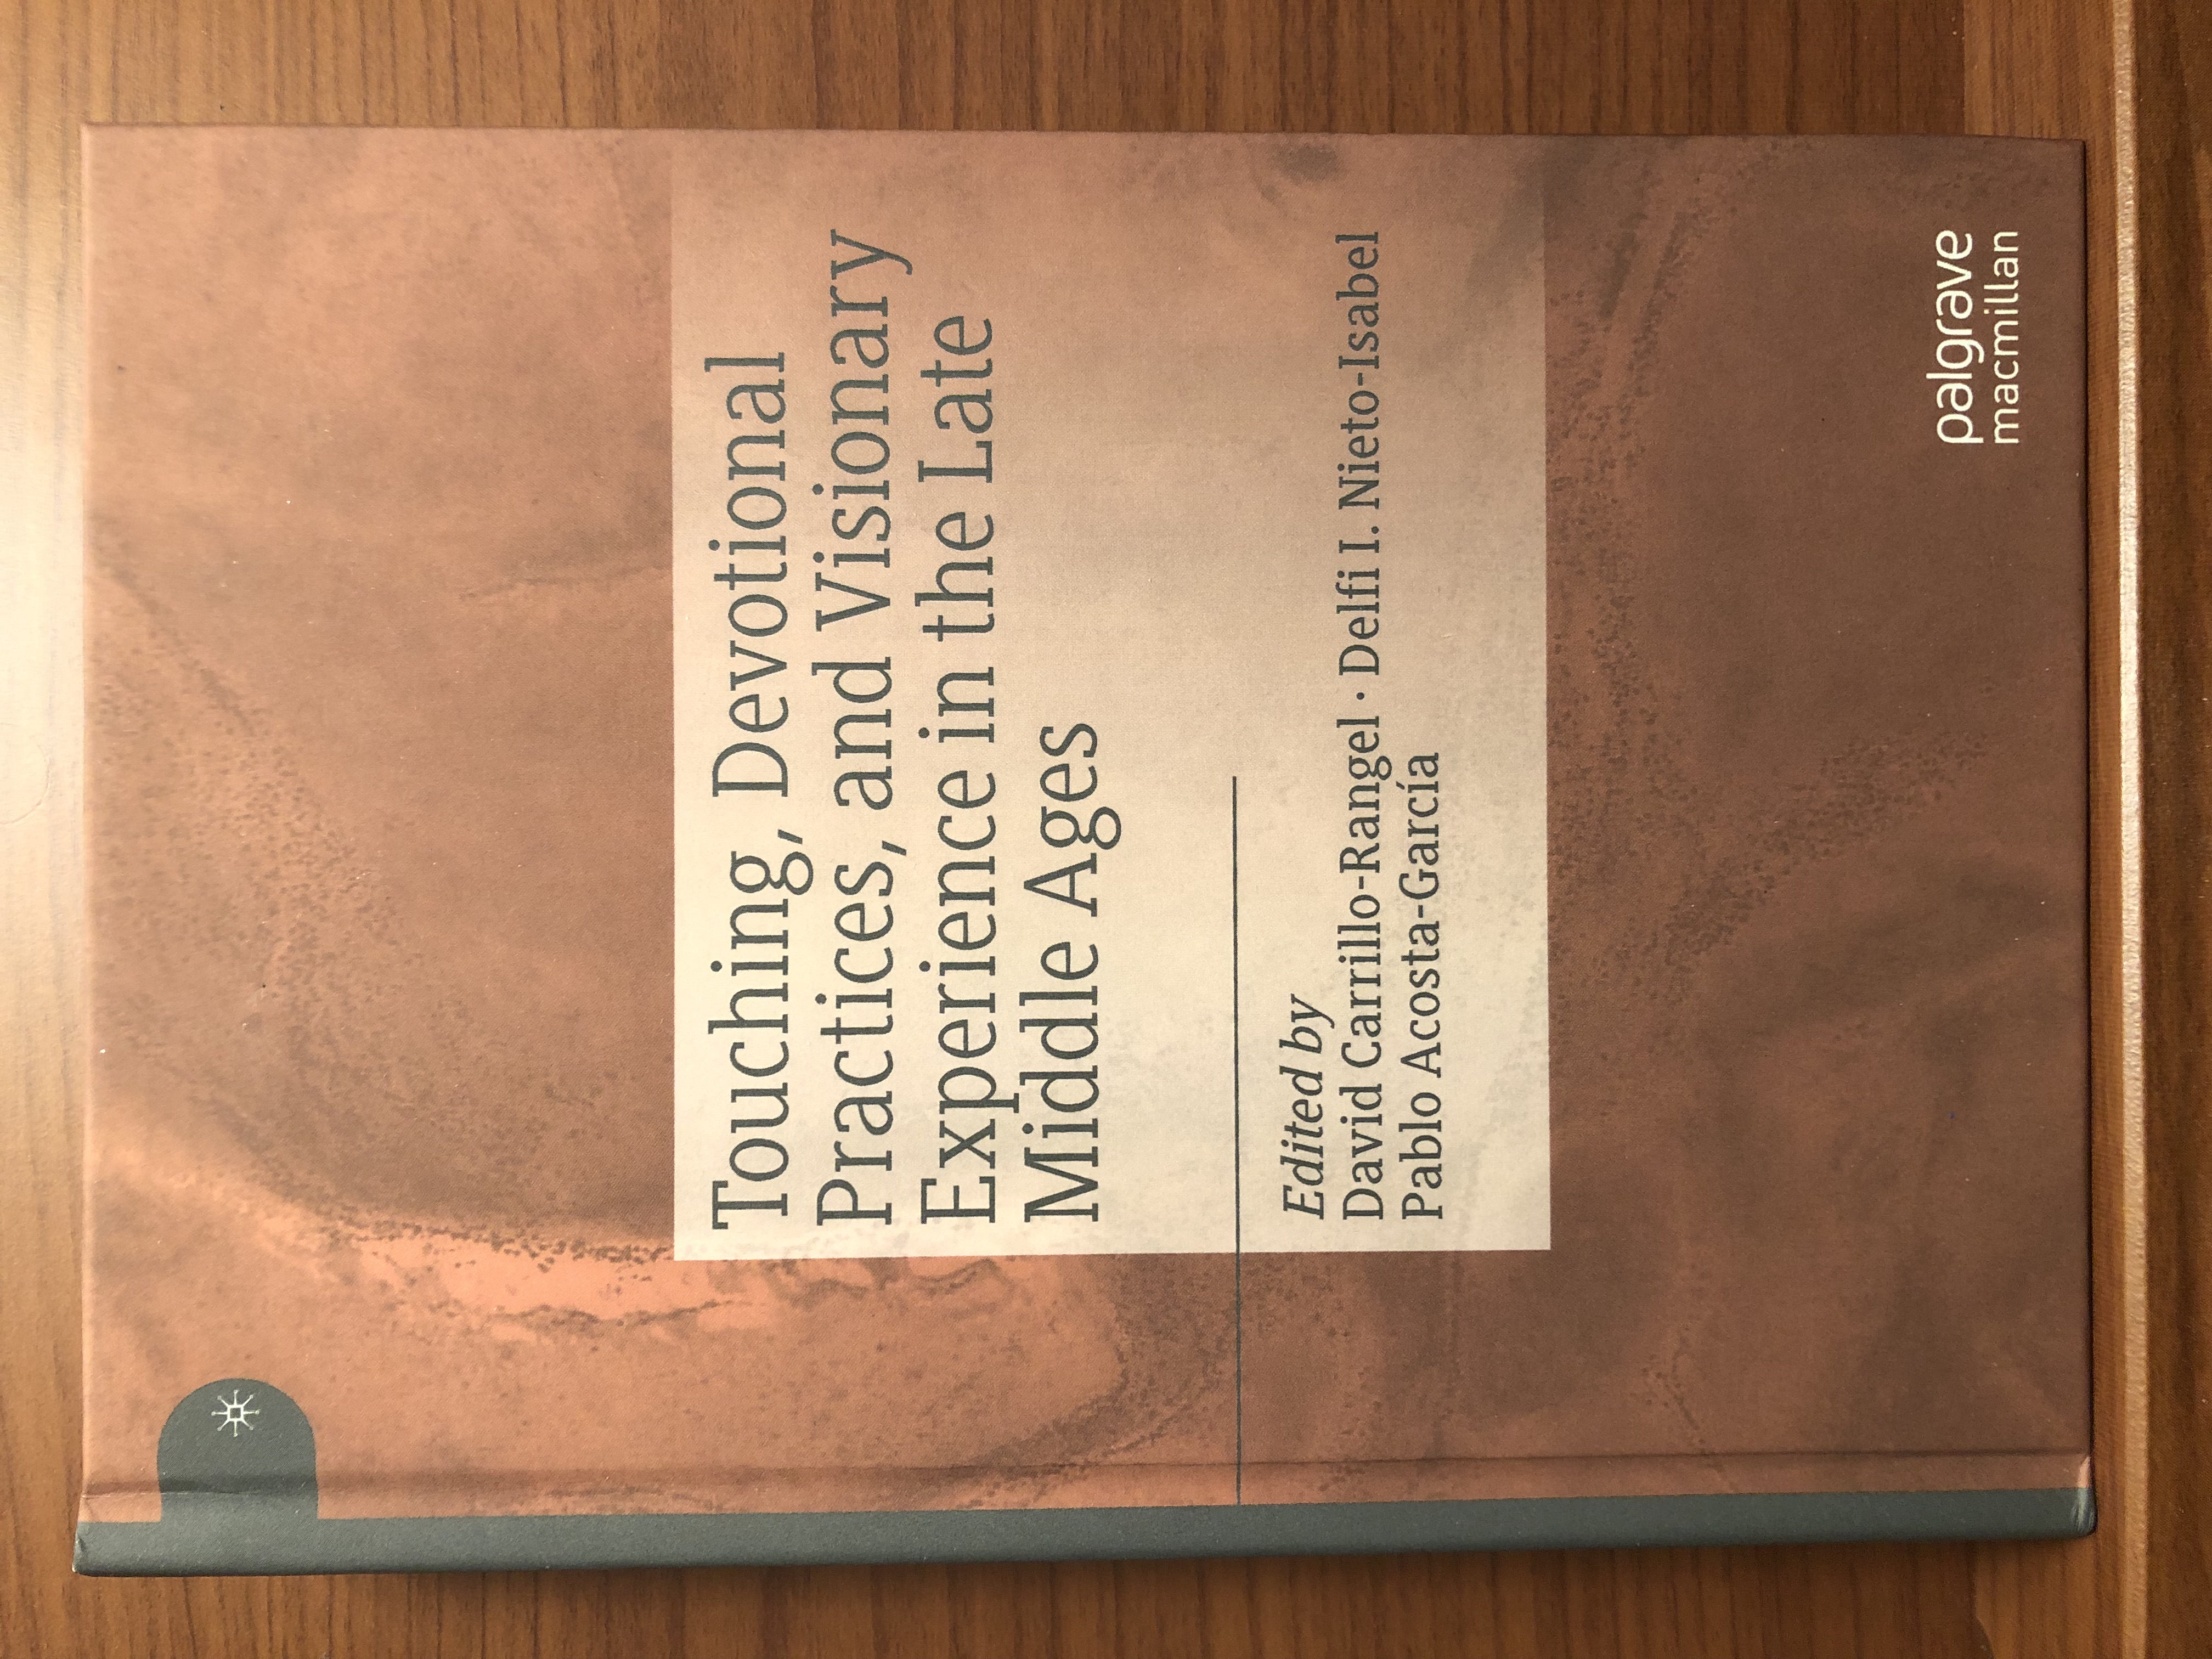 Touching, Devotional
Practices, and Visionary
Experience in the Late
Middle Ages
Edited by
David Carrillo-Rangel · Delfi I. Nieto-Isabel
Pablo Acosta-García
palgrave
macmillan